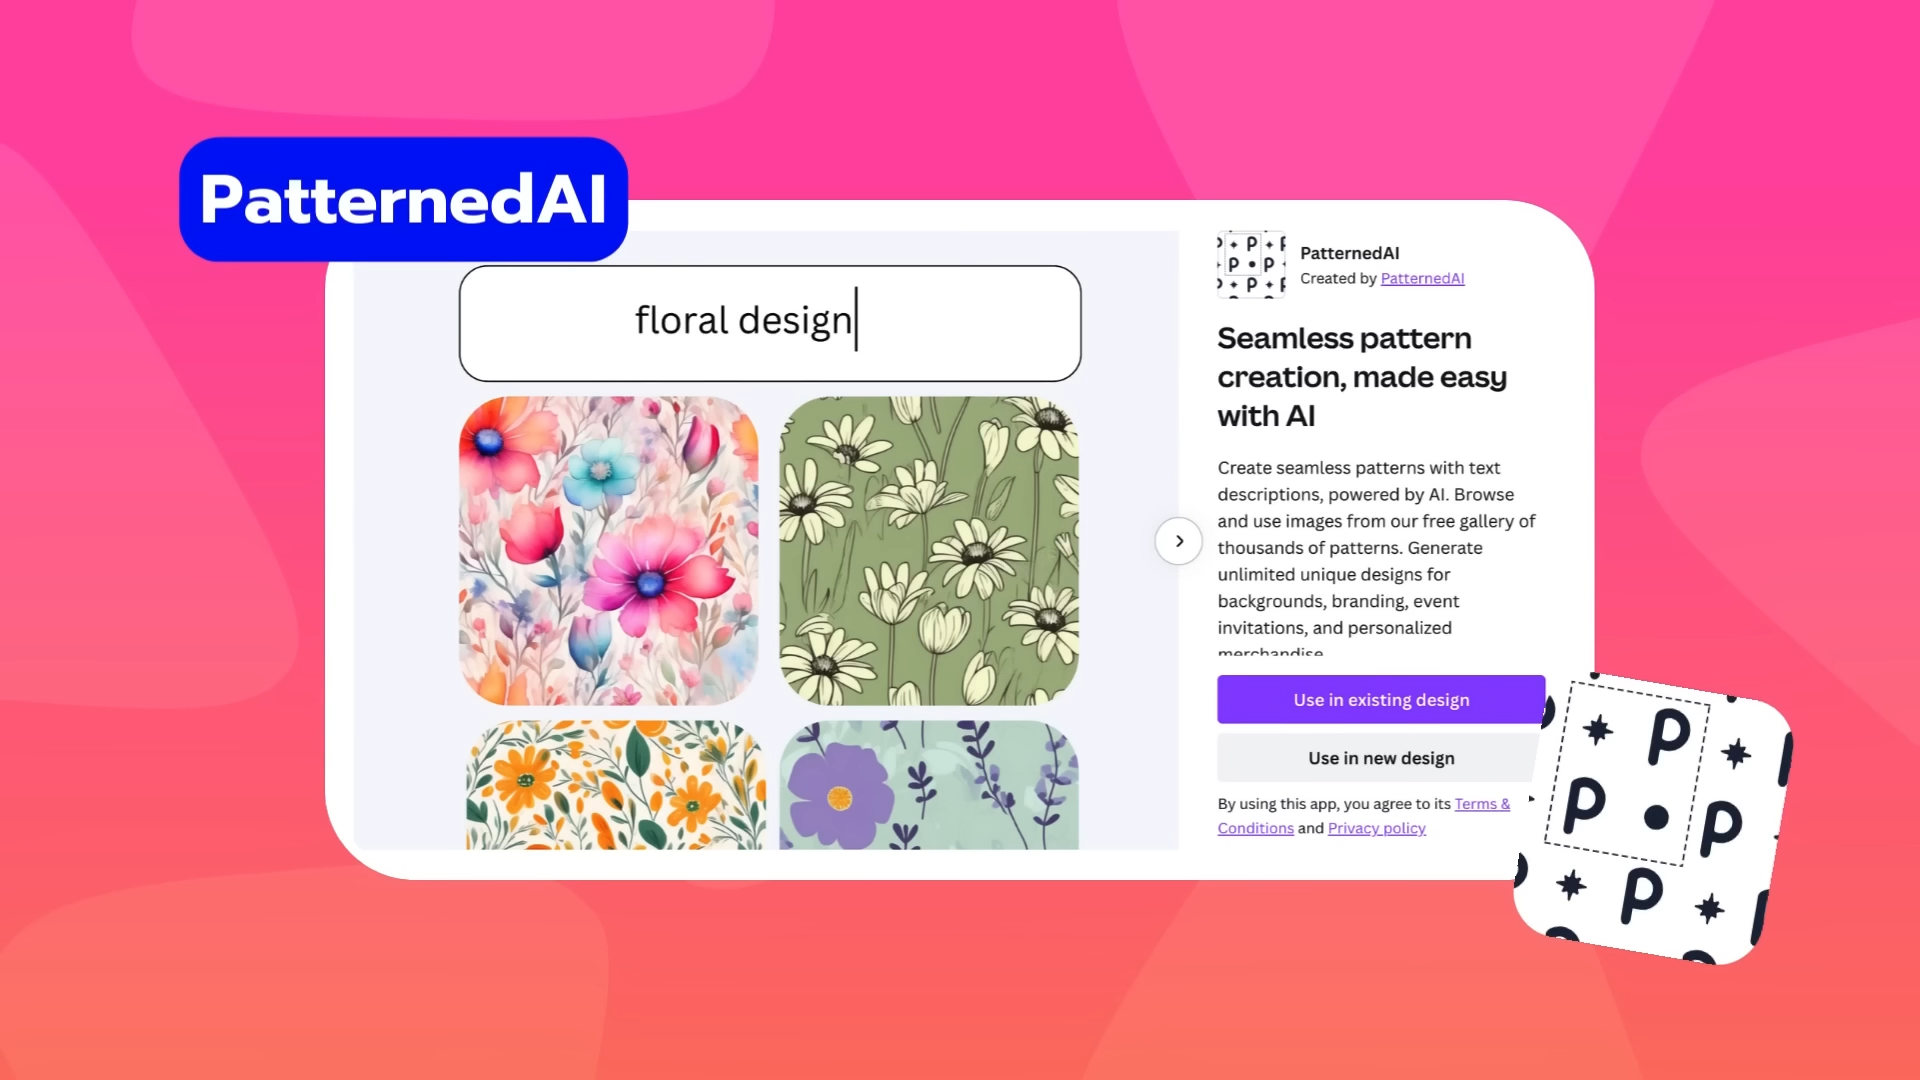 PatternedAI
floral design
PatternedAI
Created by PatternedAI
Seamless pattern
creation, made easy
with AI
Create seamless patterns with text
descriptions, powered by AI. Browse
and use images from our free gallery of
thousands of patterns. Generate
unlimited unique designs for
backgrounds, branding, event
invitations, and personalized
merchandise
Use in existing design
Use in new design
By using this app, you agree to its Terms &
Conditions and Privacy policy
P
P P
P